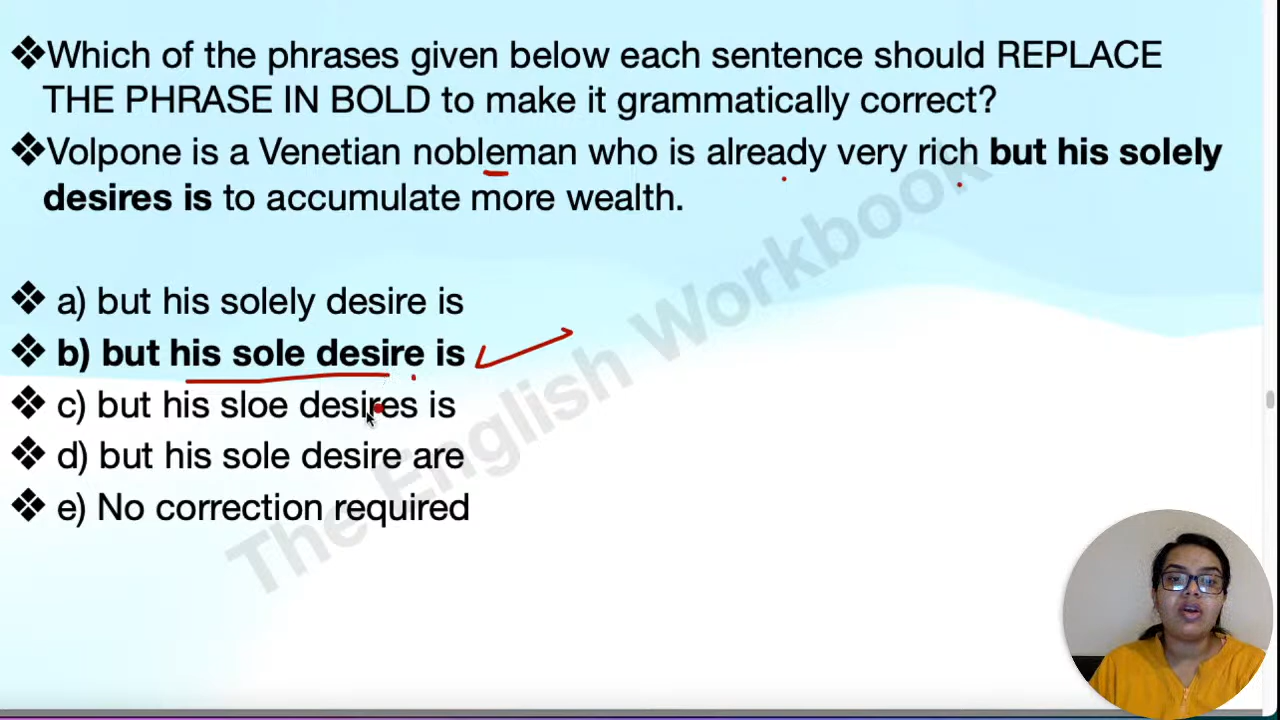 ❖Which of the phrases given below each sentence should REPLACE
THE PHRASE IN BOLD to make it grammatically correct?
❖Volpone is a Venetian nobleman who is already very rich but his solely
desires is to accumulate more wealth.
❖ a) but his solely desire is
❖ b) but his sole desire is
❖ c) but his sloe desires is
❖ d) but his sole desire are
❖ e) No correction required
The English Workbook